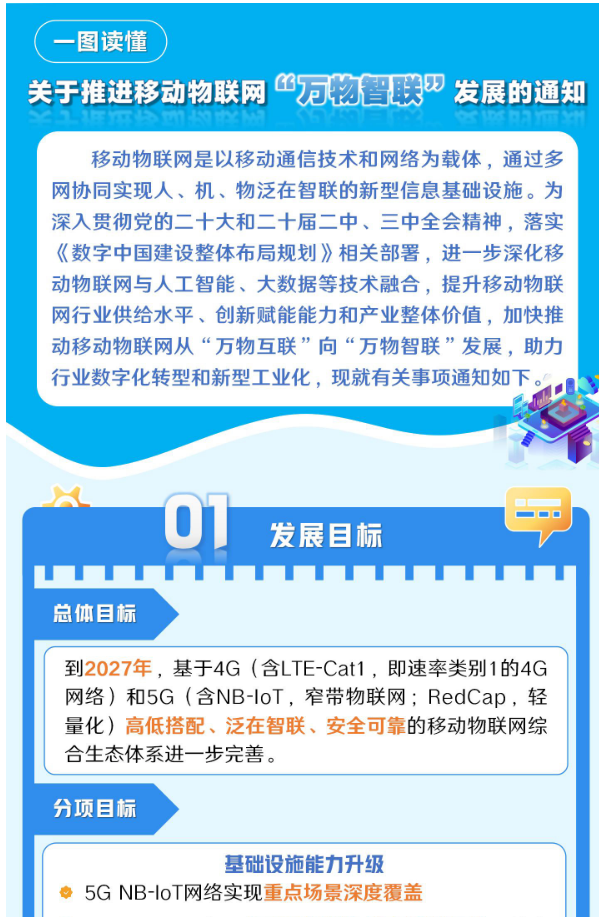 一图读懂
关于推进移动物联网“万物智联”发展的通知
移动物联网是以移动通信技术和网络为载体，通过多
网协同实现人、机、物泛在智联的新型信息基础设施。为
深入贯彻党的二十大和二十届二中、三中全会精神，落实
《数字中国建设整体布局规划》相关部署，进一步深化移
动物联网与人工智能、大数据等技术融合，提升移动物联
网行业供给水平、创新赋能能力和产业整体价值，加快推
动移动物联网从“万物互联”向“万物智联”发展，助力
行业数字化转型和新型工业化，现就有关事项通知如下。
01
发展目标
总体目标
到2027年，基于4G（含LTE-Cat1，即速率类别1的4G
网络）和5G（含NB-IoT，窄带物联网；RedCap，轻
量化）高低搭配、泛在智联、安全可靠的移动物联网综
合生态体系进一步完善。
分项目标
基础设施能力升级
5G NB-IoT网络实现重点场景深度覆盖